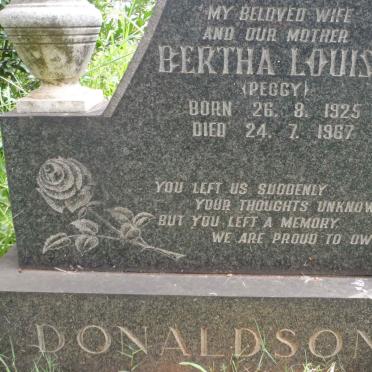 MY BELOVED WIFE
AND OUR MOTHER
BERTHA LOUIS
(PEGGY)
BORN 26. 8. 1925
DIED 24. 7. 1967
YOU LEFT US SUDDENLY
YOUR THOUGHTS UNKNOW
BUT YOU LEFT A MEMORY
WE ARE PROUD TO OW
DONALDSON